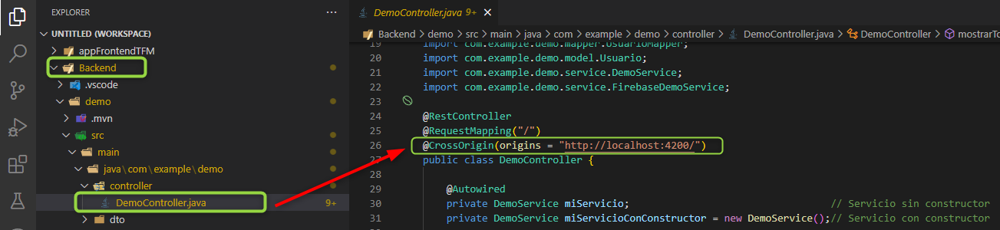 EXPLORER
UNTITLED (WORKSPACE)
appFrontendTFM
Backend
.vscode
demo
.mvn
src
main
java\com\example\demo
controller
DemoController.java 9+
dto
DemoController.java 9+
Backend > demo > src > main > java > com > example > demo > controller > DemoController.java > DemoController > mostrarTo
19 import com.example.demo.mapper.UsuarioMapper;
20 import com.example.demo.model.Usuario;
21 import com.example.demo.service.DemoService;
22 import com.example.demo.service.FirebaseDemoService;
23
24 @RestController
25 @RequestMapping("/")
26 @CrossOrigin(origins = "http://localhost:4200/")
27 public class DemoController {
28
29 @Autowired
30 private DemoService miServicio; // Servicio sin constructor
31 private DemoService miServicioConConstructor = new DemoService();// Servicio con constructor